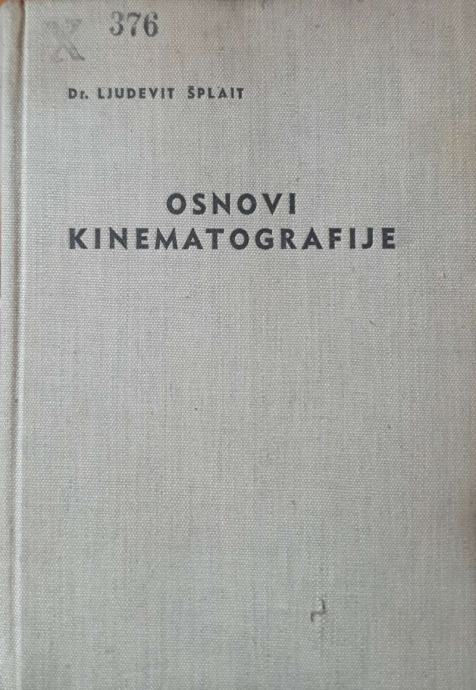 376
Dr. LJUDEVIT ŠPLAIT
OSNOVI
KINEMATOGRAFIJE